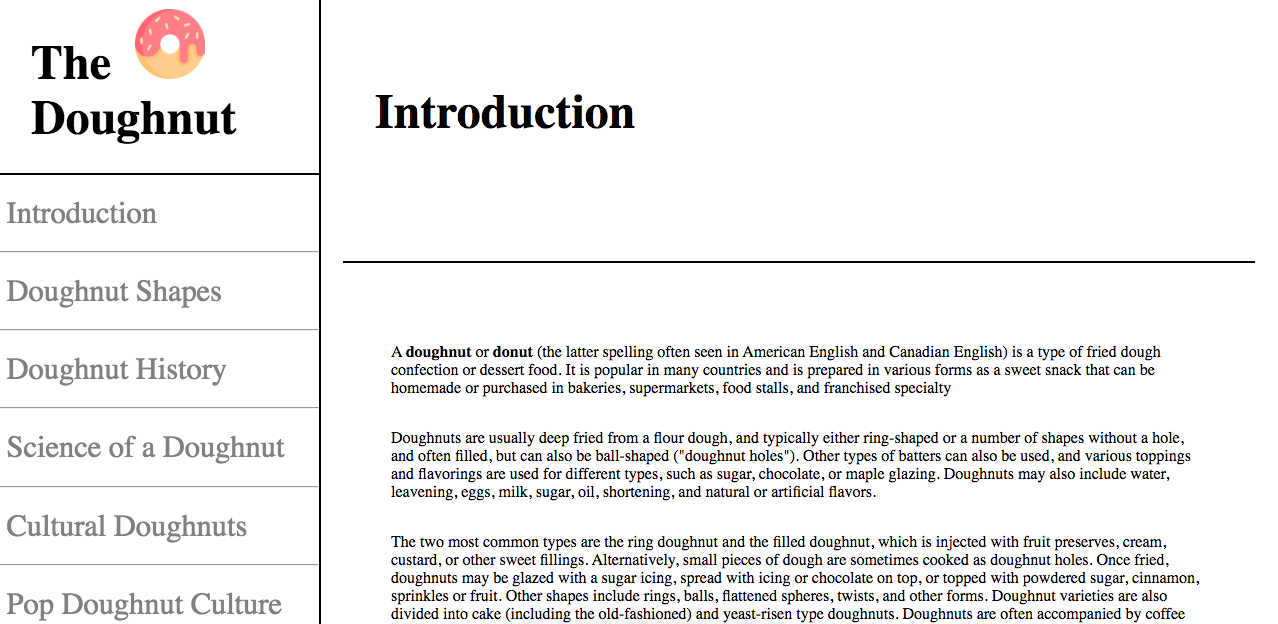 The
Doughnut
Introduction
Doughnut Shapes
Doughnut History
Science of a Doughnut
Cultural Doughnuts
Pop Doughnut Culture
Introduction
A doughnut or donut (the latter spelling often seen in American English and Canadian English) is a type of fried dough
confection or dessert food. It is popular in many countries and is prepared in various forms as a sweet snack that can be
homemade or purchased in bakeries, supermarkets, food stalls, and franchised specialty
Doughnuts are usually deep fried from a flour dough, and typically either ring-shaped or a number of shapes without a hole,
and often filled, but can also be ball-shaped ("doughnut holes"). Other types of batters can also be used, and various toppings
and flavorings are used for different types, such as sugar, chocolate, or maple glazing. Doughnuts may also include water,
leavening, eggs, milk, sugar, oil, shortening, and natural or artificial flavors.
The two most common types are the ring doughnut and the filled doughnut, which is injected with fruit preserves, cream,
custard, or other sweet fillings. Alternatively, small pieces of dough are sometimes cooked as doughnut holes. Once fried,
doughnuts may be glazed with a sugar icing, spread with icing or chocolate on top, or topped with powdered sugar, cinnamon,
sprinkles or fruit. Other shapes include rings, balls, flattened spheres, twists, and other forms. Doughnut varieties are also
divided into cake (including the old-fashioned) and yeast-risen type doughnuts. Doughnuts are often accompanied by coffee